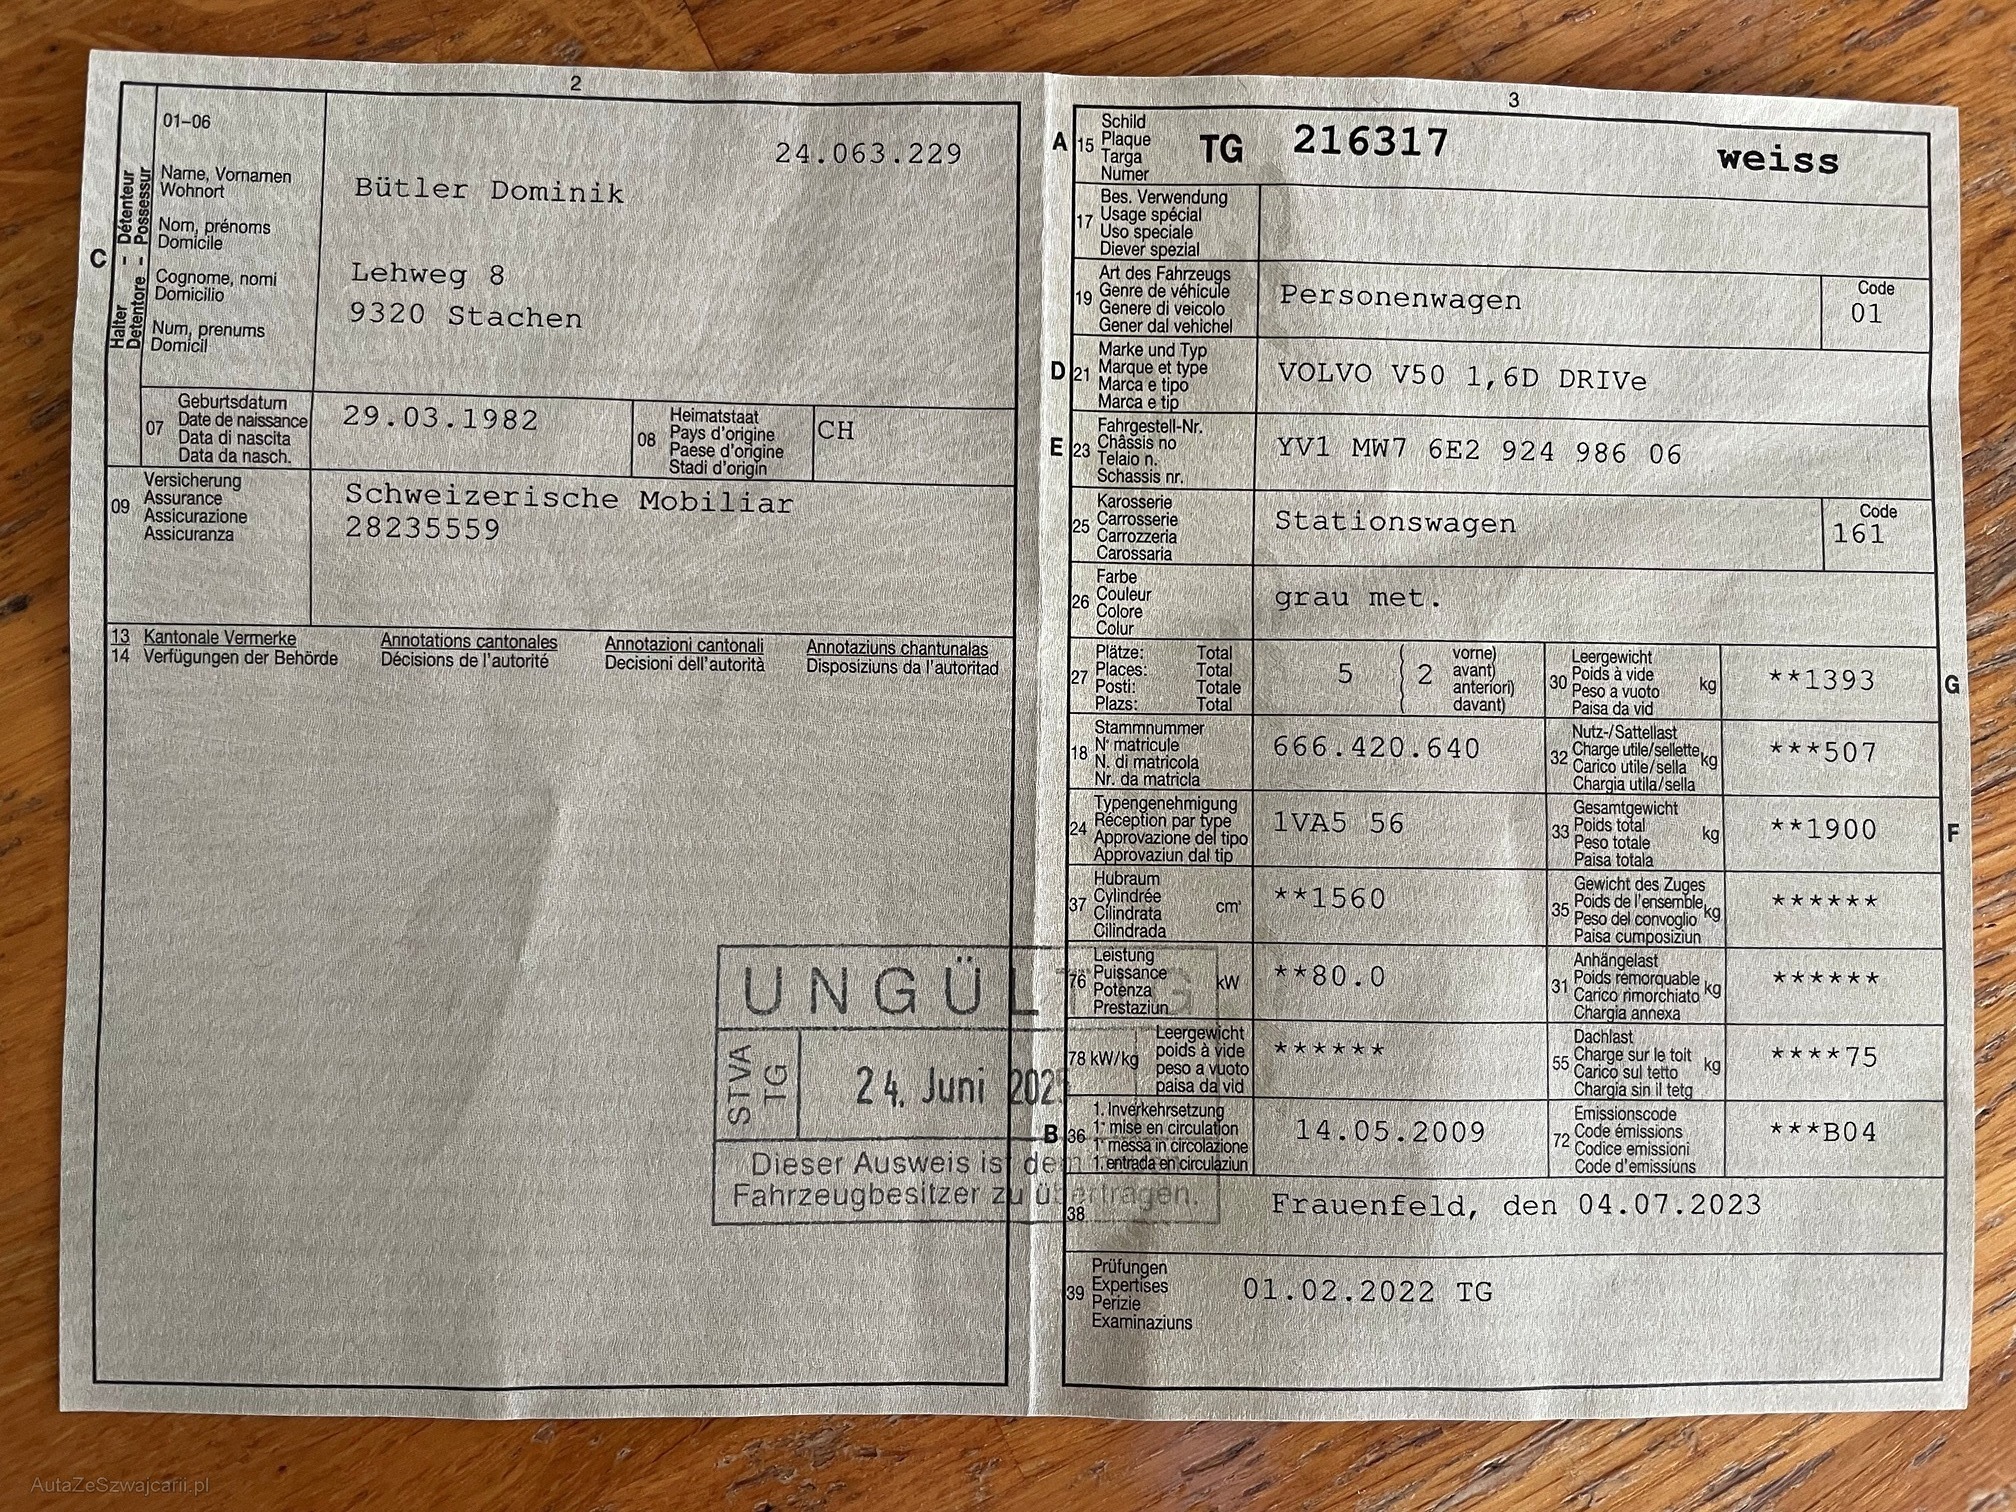 2
01-06
24.063.229
Halter - Détenteur
Detentore - Possessur
C
Name, Vornamen
Wohnort
Nom, prénoms
Domicile
Cognome, nomi
Domicilio
Num, prenums
Domicil
Bütler Dominik
Lehweg 8
9320 Stachen
07
Geburtsdatum
Date de naissance
Data di nascita
Data da nasch.
29.03.1982
08
Heimatstaat
Pays d'origine
Paese d'origine
Stadi d'origin
CH
09
Versicherung
Assurance
Assicurazione
Assicuranza
Schweizerische Mobiliar
28235559
13 Kantonale Vermerke Annotations cantonales Annotazioni cantonali Annotaziuns chantunalas
14 Verfügungen der Behörde Décisions de l'autorité Decisioni dell'autorità Disposiziuns da l'autoritad
UNGÜLTIG
STVA
TG
24. Juni 202
Dieser Ausweis ist dem
Fahrzeugbesitzer zu übertragen.
3
A
15
Schild
Plaque
Targa
Numer
TG 216317 weiss
17
Bes. Verwendung
Usage spécial
Uso speciale
Diever spezial
19
Art des Fahrzeugs
Genre de véhicule
Genere di veicolo
Gener dal vehichel
Personenwagen
Code
01
D
21
Marke und Typ
Marque et type
Marca e tipo
Marca e tip
VOLVO V50 1,6D DRIVe
E
23
Fahrgestell-Nr.
Châssis no
Telaio n.
Schassis nr.
YV1 MW7 6E2 924 986 06
25
Karosserie
Carrosserie
Carrozzeria
Carossaria
Stationswagen
Code
161
26
Farbe
Couleur
Colore
Colur
grau met.
27
Plätze: Total
Places: Total
Posti: Totale
Plazs: Total
5
2
vorne)
avant)
anteriori)
davant)
30
Leergewicht
Poids à vide
Peso a vuoto
Paisa da vid
kg
**1393
G
18
Stammnummer
N° matricule
N. di matricola
Nr. da matricla
666.420.640
32
Nutz-/Sattellast
Charge utile/sellette
Carico utile/sella
Chargia utila/sella
kg
***507
24
Typengenehmigung
Réception par type
Approvazione del tipo
Approvaziun dal tip
1VA5 56
33
Gesamtgewicht
Poids total
Peso totale
Paisa totala
kg
**1900
F
37
Hubraum
Cylindrée
Cilindrata
Cilindrada
cm³
**1560
35
Gewicht des Zuges
Poids de l'ensemble
Peso del convoglio
Paisa cumposiziun
kg
******
76
Leistung
Puissance
Potenza
Prestaziun
kW
**80.0
31
Anhängelast
Poids remorquable
Carico rimorchiato
Chargia annexa
kg
******
78 kW/kg
Leergewicht
poids à vide
peso a vuoto
paisa da vid
******
55
Dachlast
Charge sur le toit
Carico sul tetto
Chargia sin il tetg
kg
****75
B
36
1. Inverkehrsetzung
1re mise en circulation
1a messa in circolazione
1. entrada en circulaziun
14.05.2009
72
Emissionscode
Code émissions
Codice emissioni
Code d'emissiuns
***B04
38
Frauenfeld, den 04.07.2023
39
Prüfungen
Expertises
Perizie
Examinaziuns
01.02.2022 TG
AutaZeSzwajcarii.pl